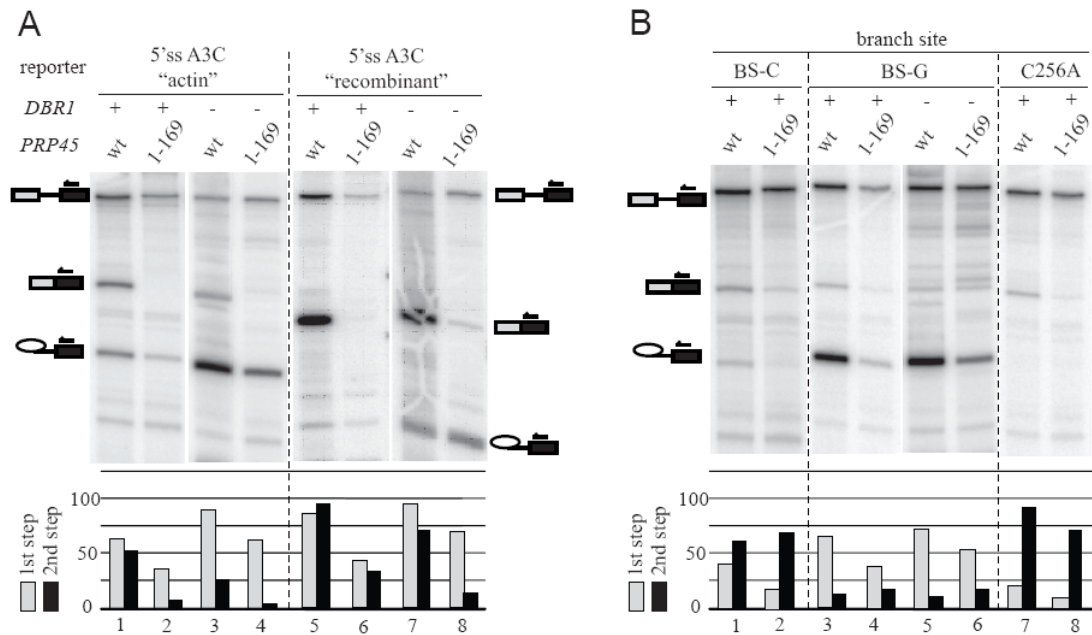 A
reporter
5'ss A3C
"actin"
5'ss A3C
"recombinant"
DBR1 + + - - + + - -
PRP45 wt 1-169 wt 1-169 wt 1-169 wt 1-169
1st step
2nd step
100
50
0
1 2 3 4 5 6 7 8
B
branch site
BS-C BS-G C256A
+ + + + - - + +
wt 1-169 wt 1-169 wt 1-169 wt 1-169
1st step
2nd step
100
50
0
1 2 3 4 5 6 7 8